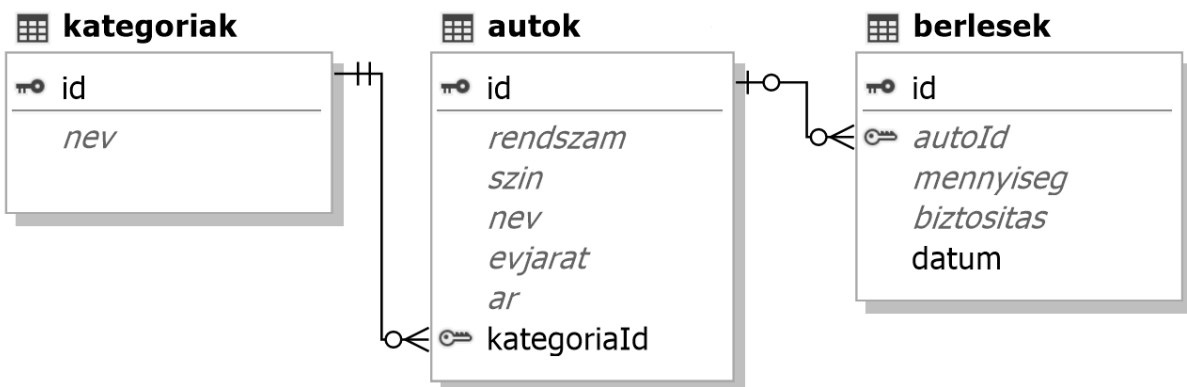 kategoriak
id
nev
autok
id
rendszam
szin
nev
evjarat
ar
kategoriaId
berlesek
id
autoId
mennyiseg
biztositas
datum